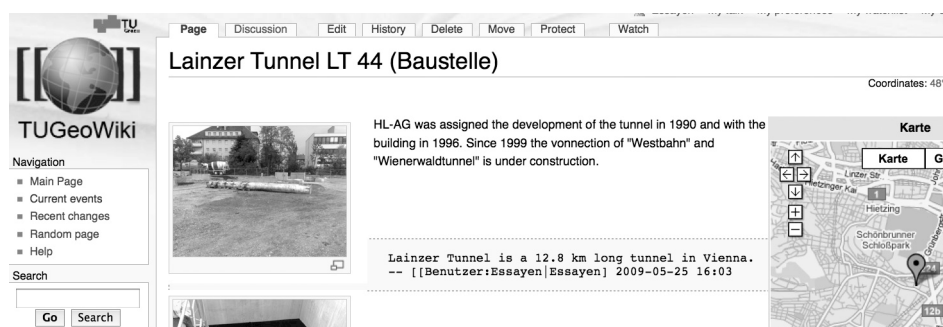 TU
Page Discussion Edit History Delete Move Protect Watch
Lainzer Tunnel LT 44 (Baustelle)
Coordinates: 48°
TUGeoWiki
Navigation
Main Page
Current events
Recent changes
Random page
Help
Search
Go Search
HL-AG was assigned the development of the tunnel in 1990 and with the
building in 1996. Since 1999 the vonnection of "Westbahn" and
"Wienerwaldtunnel" is under construction.
Lainzer Tunnel is a 12.8 km long tunnel in Vienna.
-- [[Benutzer:Essayen|Essayen] 2009-05-25 16:03
Karte
Karte G
Linzer Str
Hietzinger Kai
1
Hietzing
Schönbrunner
Schloßpark
Grünberg
12b